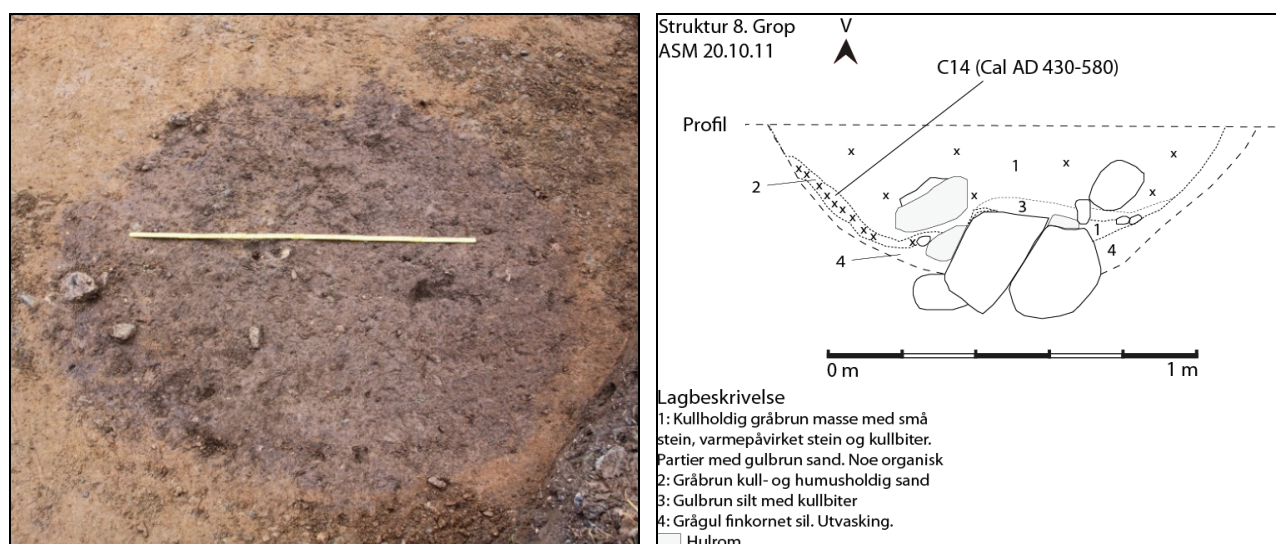 Struktur 8. Grop V
ASM 20.10.11
C14 (Cal AD 430-580)
Profil
1
2
3
1
4
4
0 m 1 m
Lagbeskrivelse
1: Kullholdig gråbrun masse med små
stein, varmepåvirket stein og kullbiter.
Partier med gulbrun sand. Noe organisk
2: Gråbrun kull- og humusholdig sand
3: Gulbrun silt med kullbiter
4: Grågul finkornet sil. Utvasking.
Hulrom